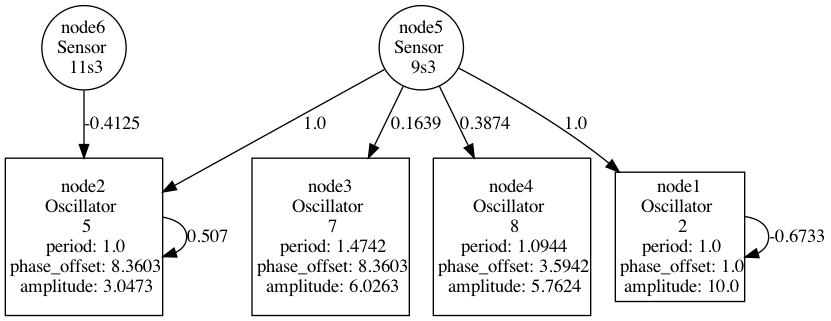 node6
Sensor
11s3
node5
Sensor
9s3
-0.4125
1.0
0.1639
0.3874
1.0
node2
Oscillator
5
period: 1.0
phase_offset: 8.3603
amplitude: 3.0473
0.507
node3
Oscillator
7
period: 1.4742
phase_offset: 8.3603
amplitude: 6.0263
node4
Oscillator
8
period: 1.0944
phase_offset: 3.5942
amplitude: 5.7624
node1
Oscillator
2
period: 1.0
phase_offset: 1.0
amplitude: 10.0
-0.6733